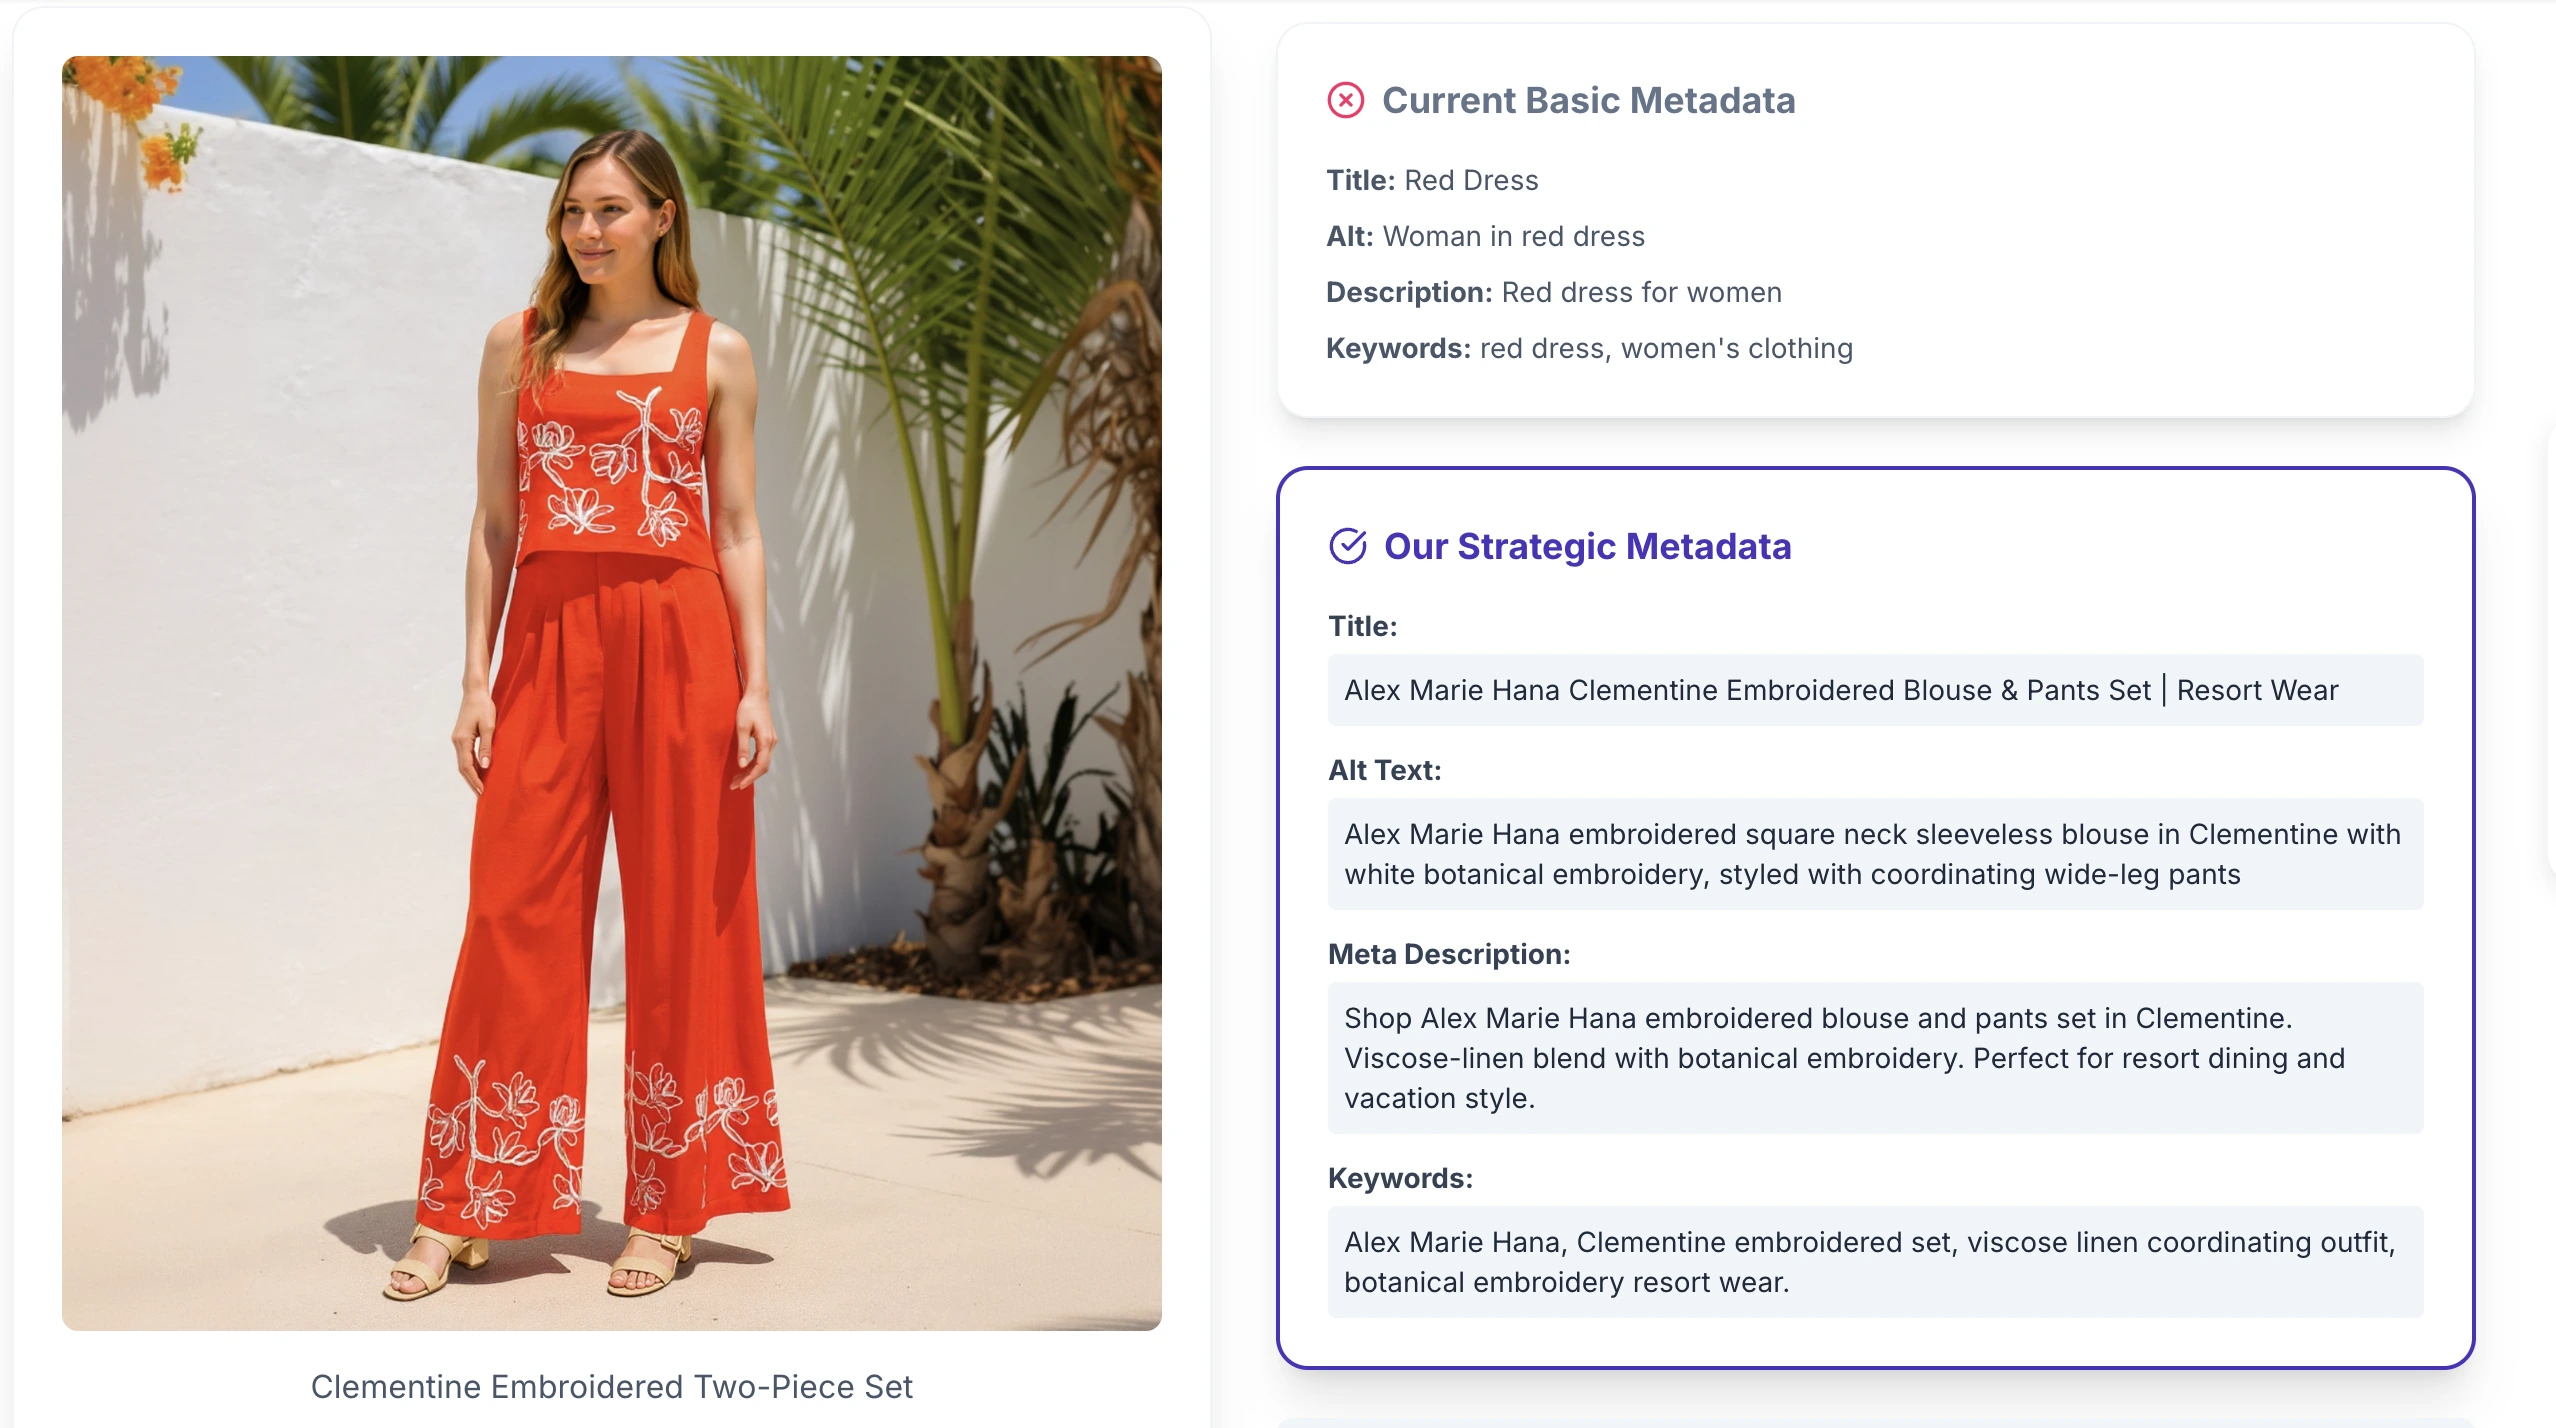 Clementine Embroidered Two-Piece Set
Current Basic Metadata
Title: Red Dress
Alt: Woman in red dress
Description: Red dress for women
Keywords: red dress, women's clothing
Our Strategic Metadata
Title:
Alex Marie Hana Clementine Embroidered Blouse & Pants Set | Resort Wear
Alt Text:
Alex Marie Hana embroidered square neck sleeveless blouse in Clementine with
white botanical embroidery, styled with coordinating wide-leg pants
Meta Description:
Shop Alex Marie Hana embroidered blouse and pants set in Clementine.
Viscose-linen blend with botanical embroidery. Perfect for resort dining and
vacation style.
Keywords:
Alex Marie Hana, Clementine embroidered set, viscose linen coordinating outfit,
botanical embroidery resort wear.